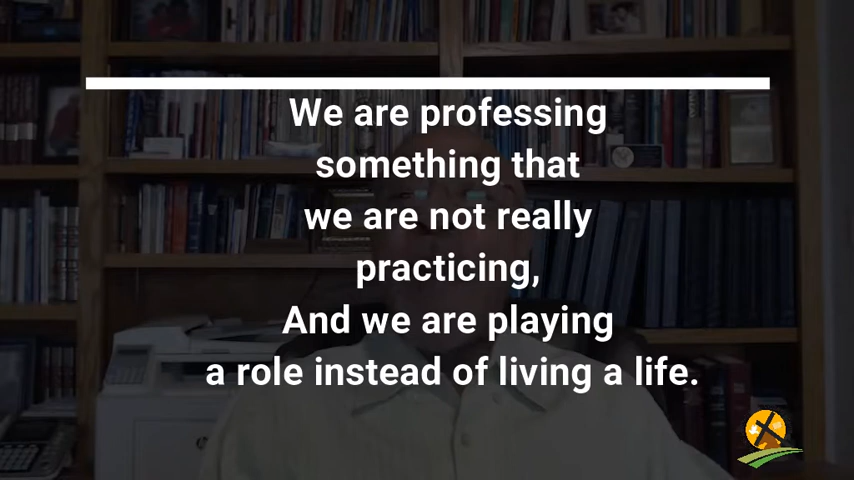 We are professing
something that
we are not really
practicing,
And we are playing
a role instead of living a life.